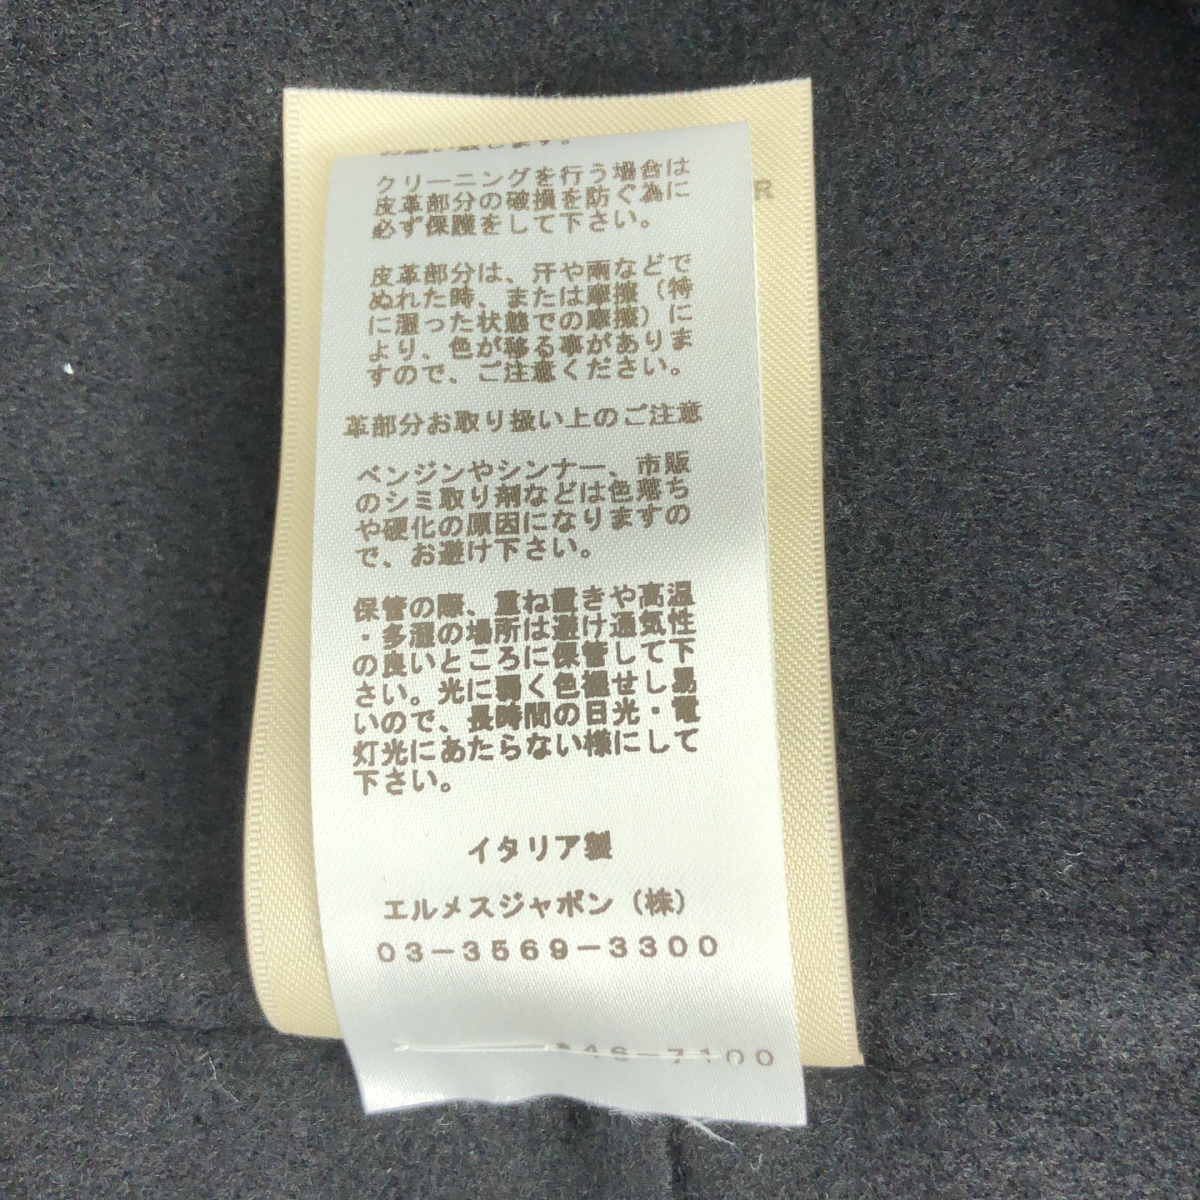 お願い致します。
クリーニングを行う場合は
皮革部分の破損を防ぐ為に
必ず保護をして下さい。
皮革部分は、汗や雨などで
ぬれた時、または摩擦（特
に湿った状態での摩擦）に
より、色が移る事がありま
すので、ご注意ください。
革部分お取り扱い上のご注意
ベンジンやシンナー、市販
のシミ取り剤などは色落ち
や硬化の原因になりますの
で、お避け下さい。
保管の際、重ね置きや高温
・多湿の場所は避け通気性
の良いところに保管して下
さい。光に弱く色褪せし易
いので、長時間の日光・電
灯光にあたらない様にして
下さい。
イタリア製
エルメスジャポン（株）
03-3569-3300
46-7100
R